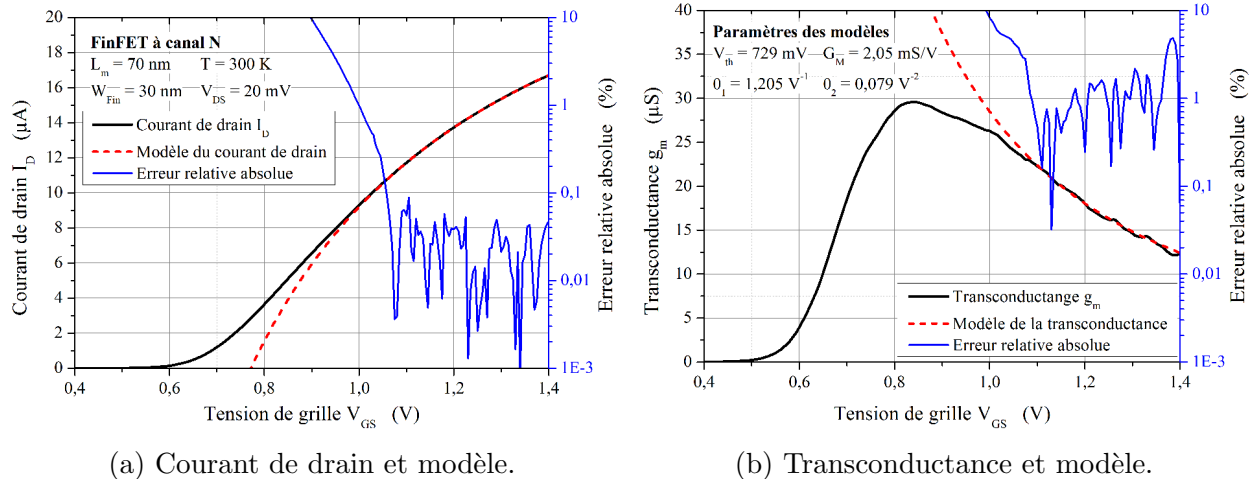 FinFET à canal N
L_m = 70 nm T = 300 K
W_Fin = 30 nm V_DS = 20 mV
Courant de drain I_D
Modèle du courant de drain
Erreur relative absolue
Courant de drain I_D (µA)
20
18
16
14
12
10
8
6
4
2
0
0,4 0,6 0,8 1,0 1,2 1,4
Tension de grille V_GS (V)
10
1
0,1
0,01
1E-3
Erreur relative absolue (%)
(a) Courant de drain et modèle.
Paramètres des modèles
V_th = 729 mV G_M = 2,05 mS/V
θ_1 = 1,205 V^-1 θ_2 = 0,079 V^-2
Transconductange g_m
Modèle de la transconductance
Erreur relative absolue
Transconductance g_m (µS)
40
35
30
25
20
15
10
5
0
0,4 0,6 0,8 1,0 1,2 1,4
Tension de grille V_GS (V)
10
1
0,1
0,01
1E-3
Erreur relative absolue (%)
(b) Transconductance et modèle.